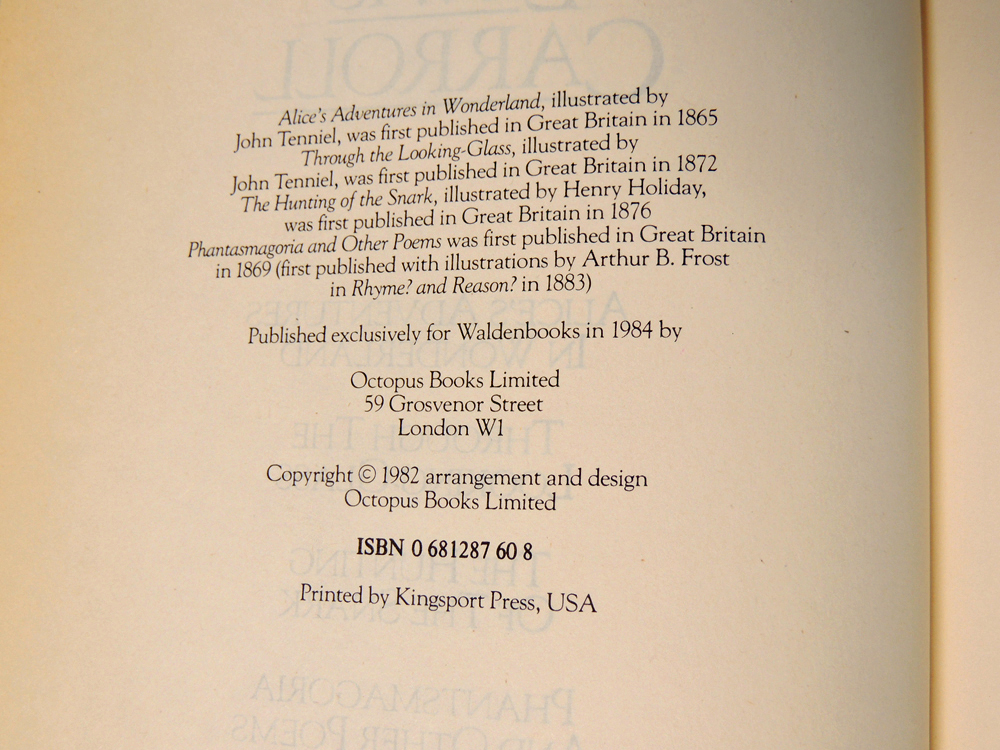 Alice's Adventures in Wonderland, illustrated by
John Tenniel, was first published in Great Britain in 1865
Through the Looking-Glass, illustrated by
John Tenniel, was first published in Great Britain in 1872
The Hunting of the Snark, illustrated by Henry Holiday,
was first published in Great Britain in 1876
Phantasmagoria and Other Poems was first published in Great Britain
in 1869 (first published with illustrations by Arthur B. Frost
in Rhyme? and Reason? in 1883)
Published exclusively for Waldenbooks in 1984 by
Octopus Books Limited
59 Grosvenor Street
London W1
Copyright © 1982 arrangement and design
Octopus Books Limited
ISBN 0 681287 60 8
Printed by Kingsport Press, USA